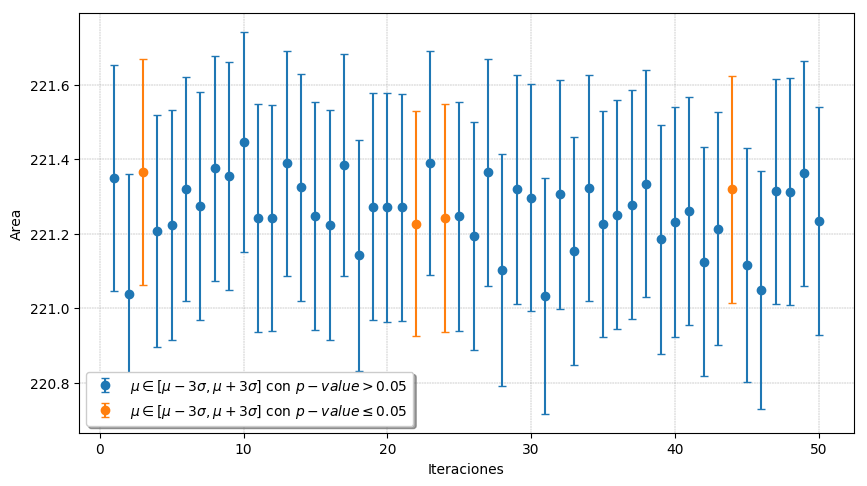 221.6
221.4
221.2
221.0
220.8
Area
μ ∈ [μ − 3σ, μ + 3σ] con p − value > 0.05
μ ∈ [μ − 3σ, μ + 3σ] con p − value ≤ 0.05
0 10 20 30 40 50
Iteraciones